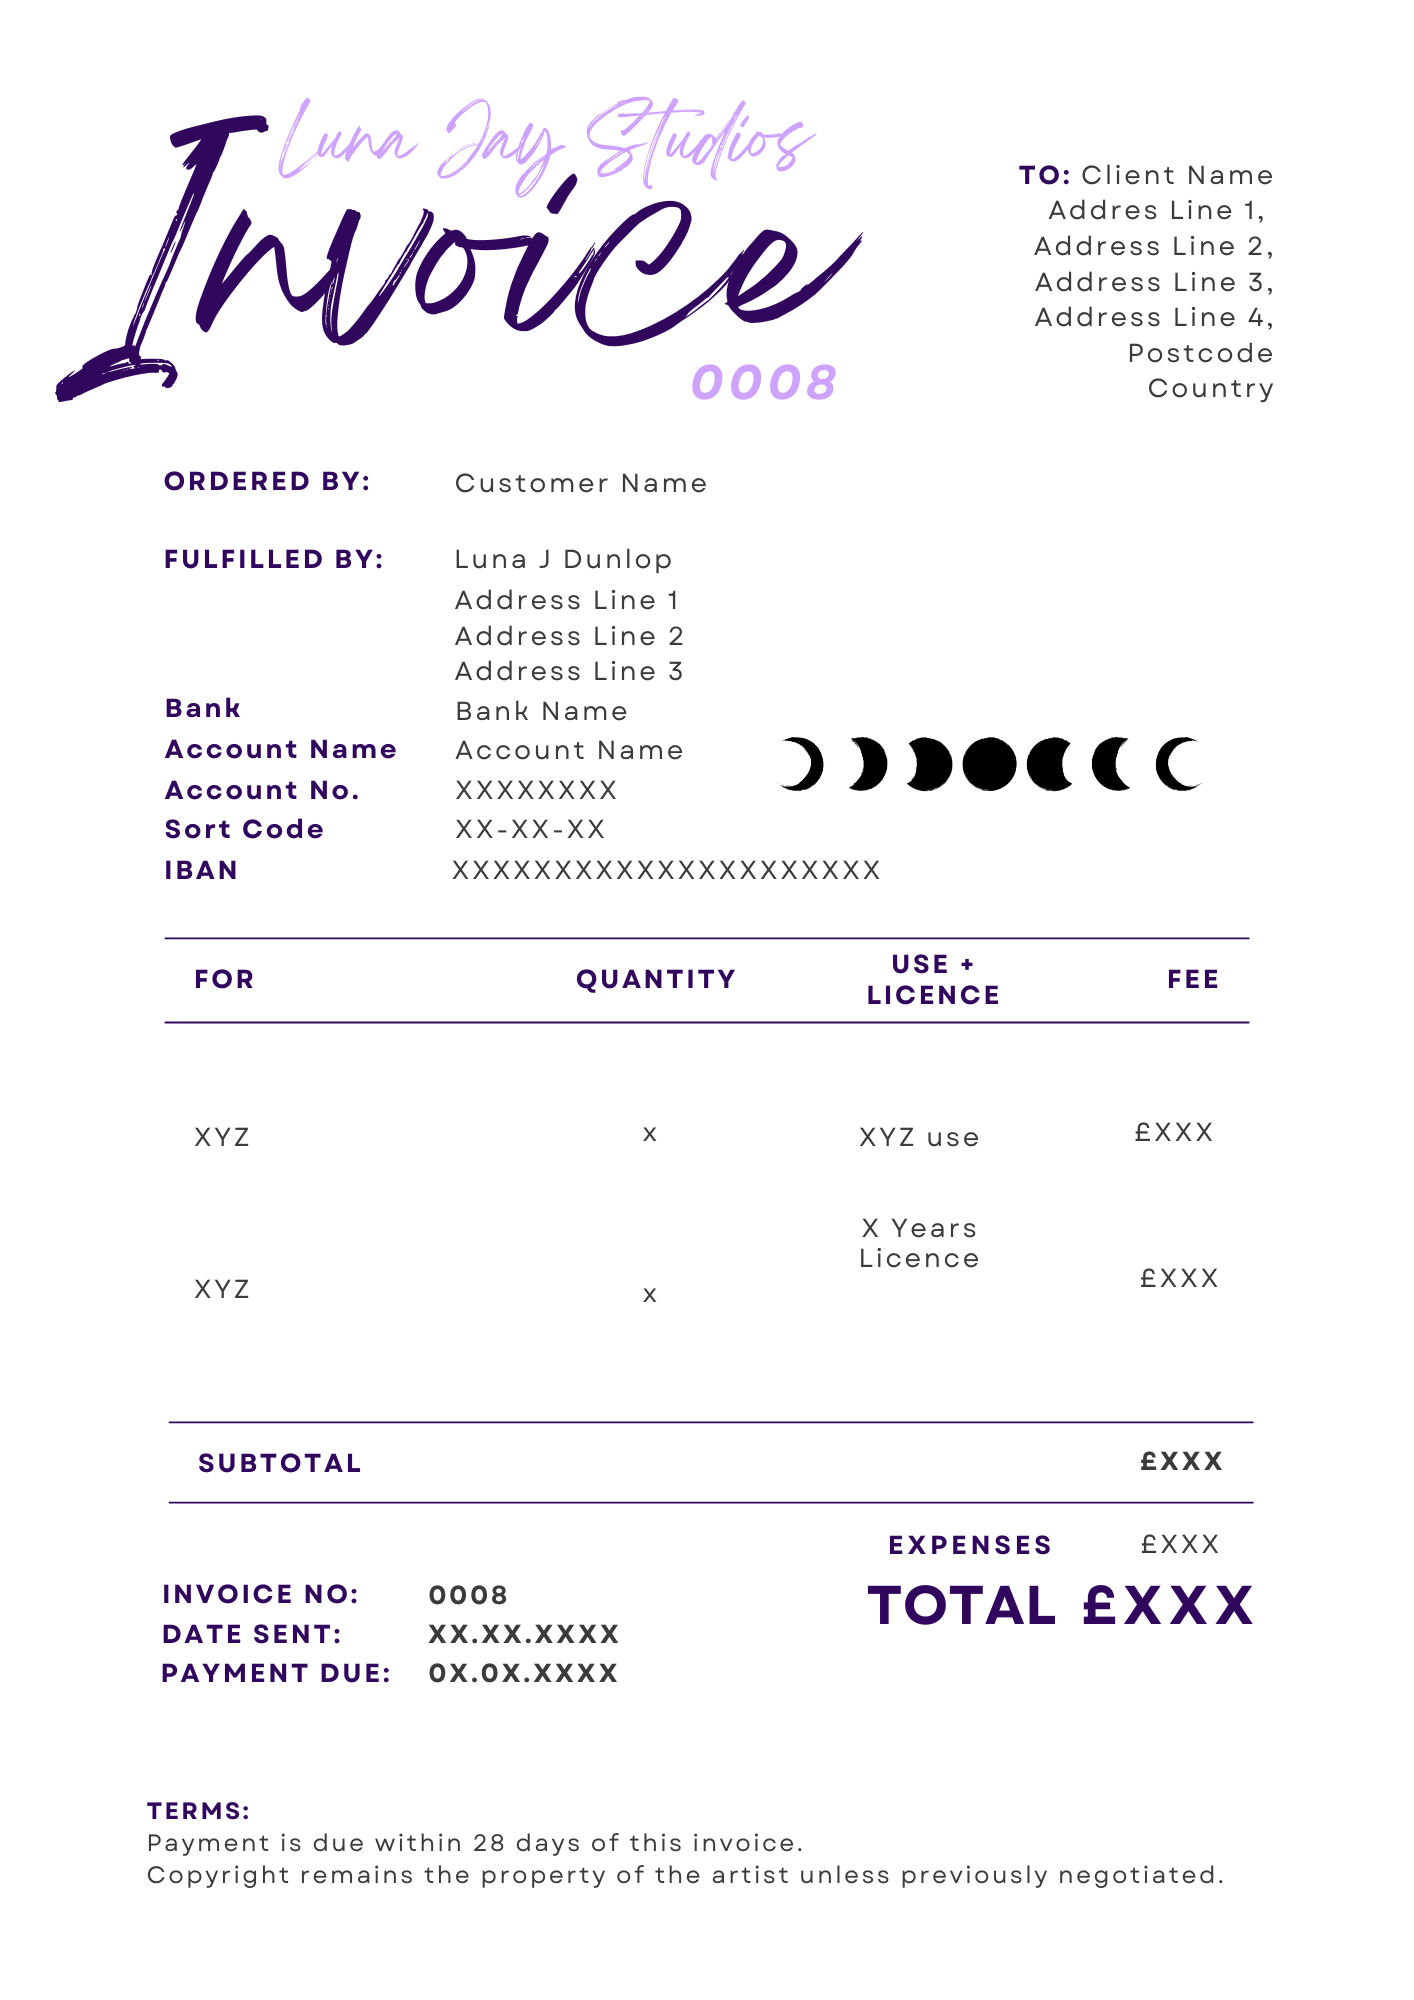 Luna Jay Studios
Invoice
0008
TO: Client Name
Addres Line 1,
Address Line 2,
Address Line 3,
Address Line 4,
Postcode
Country
ORDERED BY: Customer Name
FULFILLED BY: Luna J Dunlop
Address Line 1
Address Line 2
Address Line 3
Bank Bank Name
Account Name Account Name
Account No. XXXXXXXX
Sort Code XX-XX-XX
IBAN XXXXXXXXXXXXXXXXXXXXX
FOR QUANTITY USE + LICENCE FEE
XYZ x XYZ use £XXX
X Years
Licence
XYZ x £XXX
SUBTOTAL £XXX
EXPENSES £XXX
TOTAL £XXX
INVOICE NO: 0008
DATE SENT: XX.XX.XXXX
PAYMENT DUE: 0X.0X.XXXX
TERMS:
Payment is due within 28 days of this invoice.
Copyright remains the property of the artist unless previously negotiated.